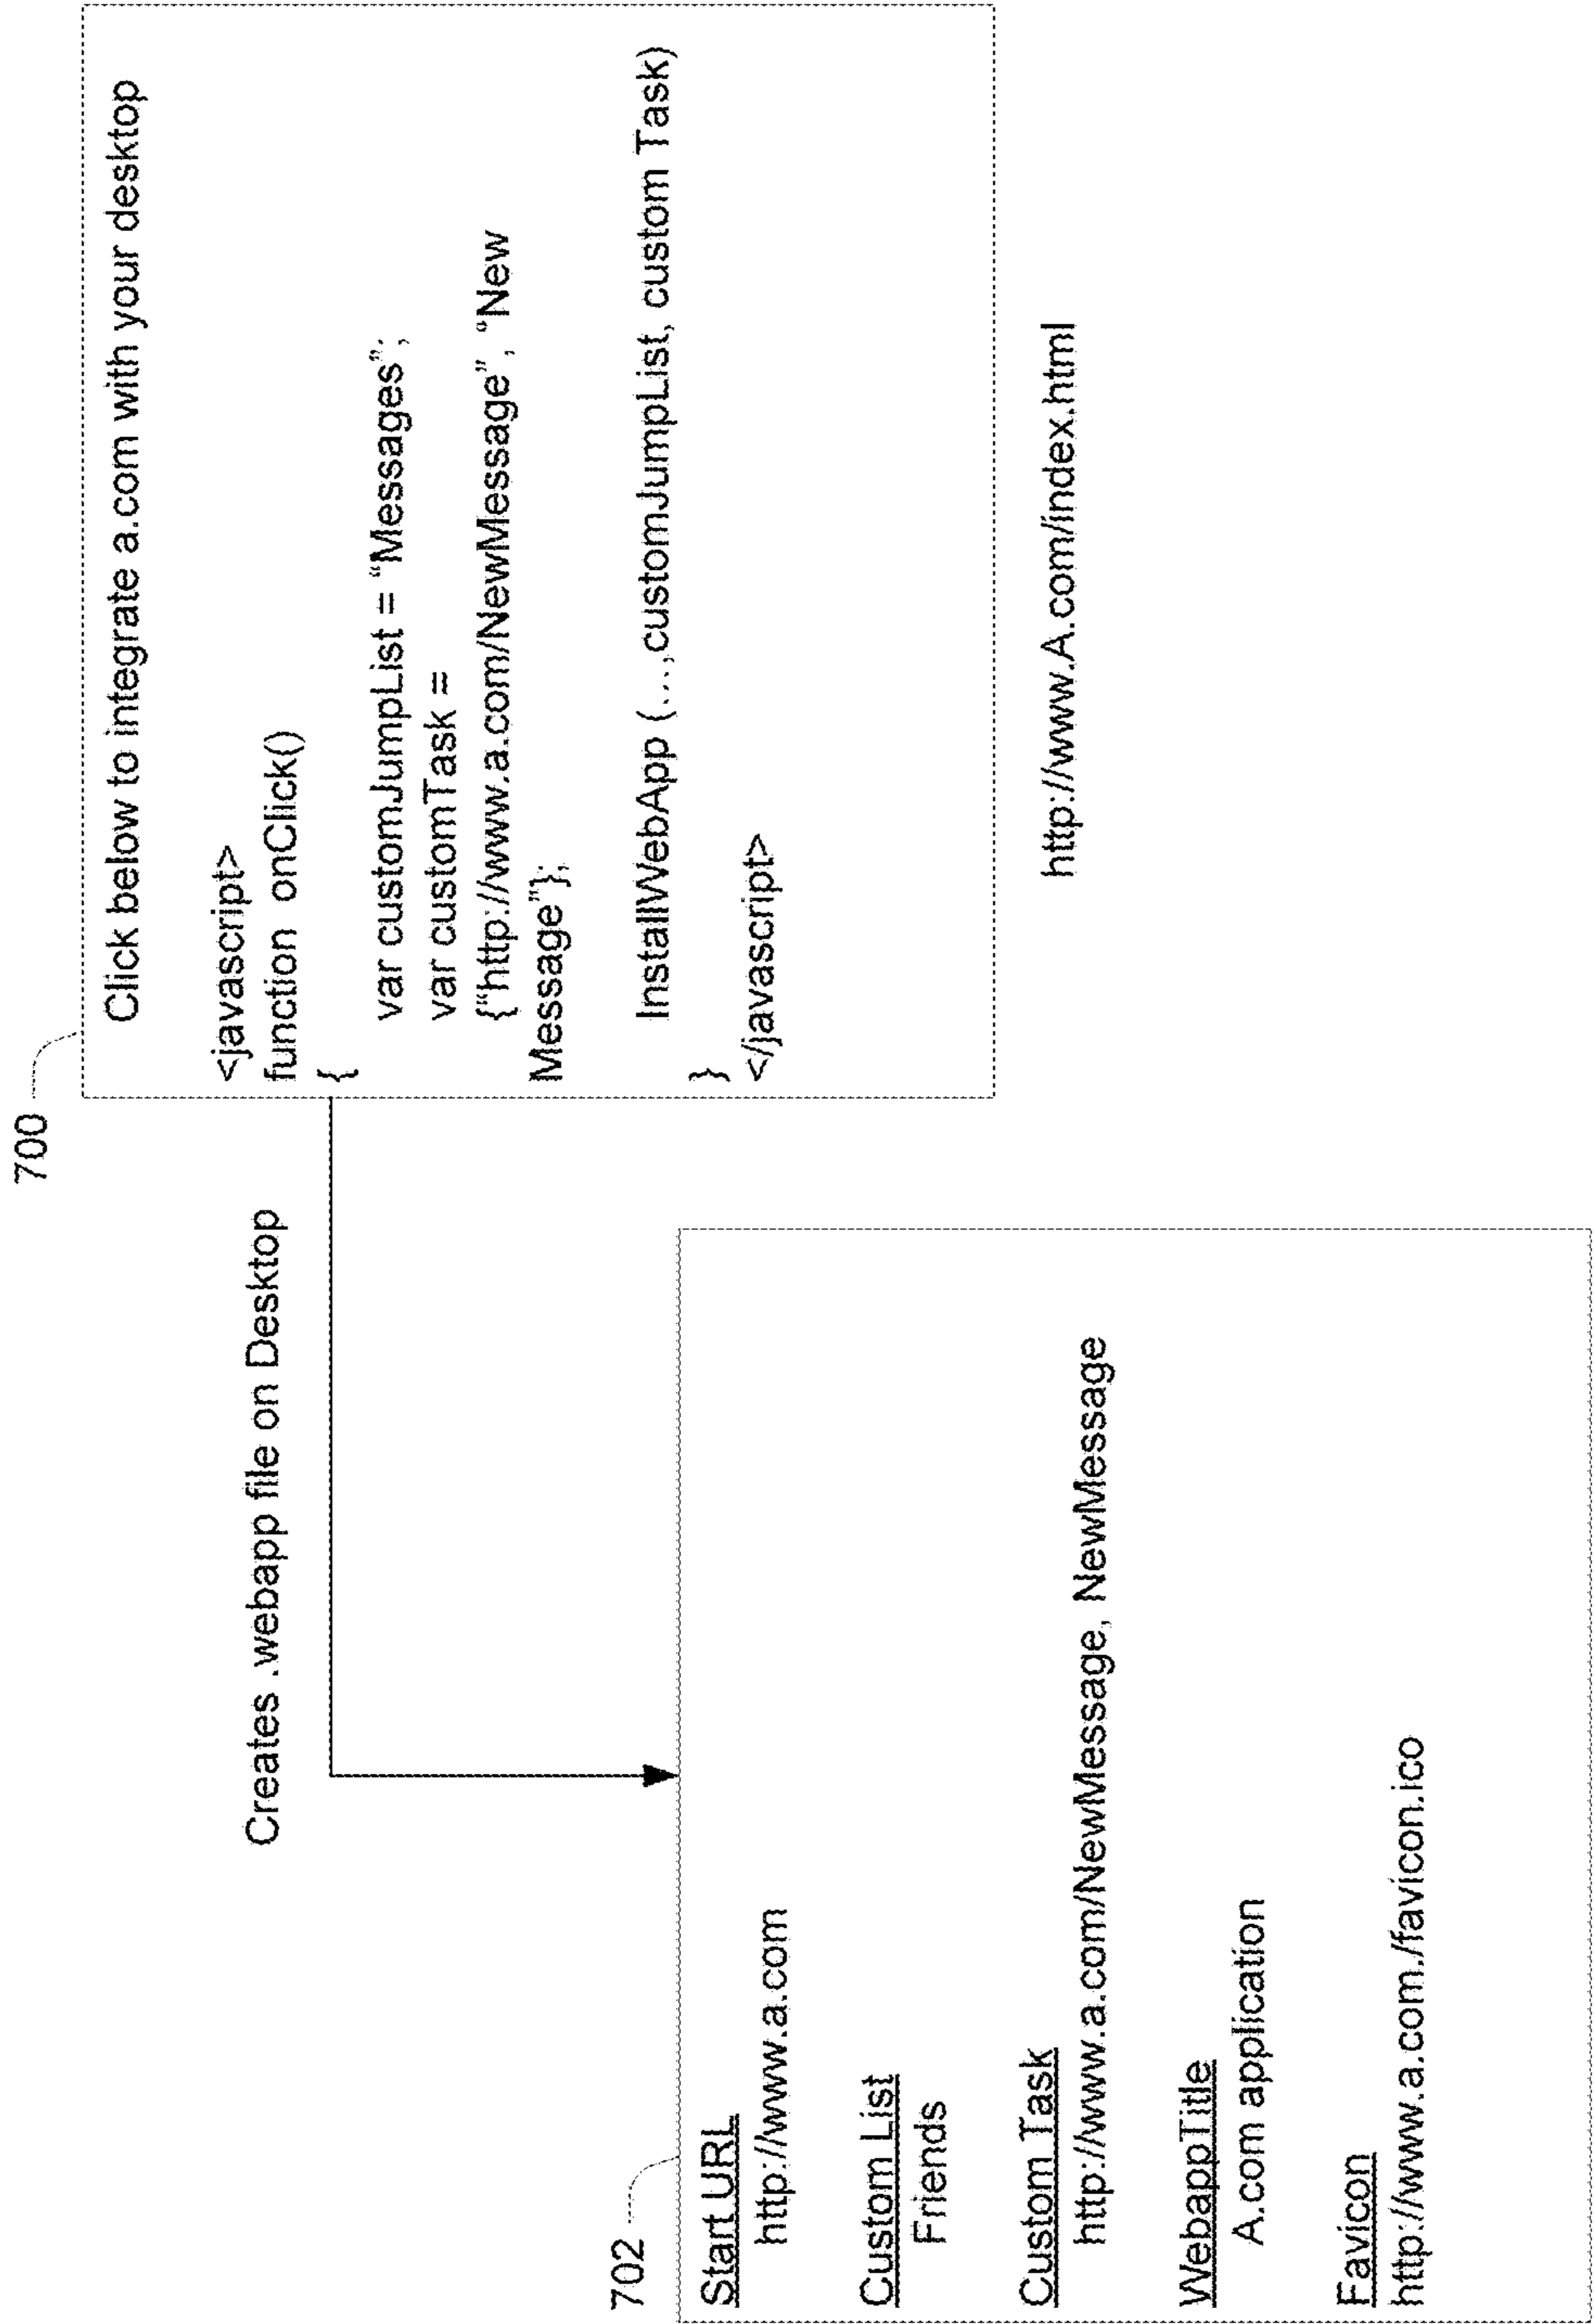 700
Click below to integrate a.com with your desktop
<javascript>
function onClick()
{
var customJumpList = “Messages”;
var customTask =
{“http://www.a.com/NewMessage”, “New
Message”};
InstallWebApp (...,customJumpList, custom Task)
}
</javascript>
http://www.A.com/index.html
Creates .webapp file on Desktop
702
Start URL
http://www.a.com
Custom List
Friends
Custom Task
http://www.a.com/NewMessage, NewMessage
WebappTitle
A.com application
Favicon
http://www.a.com./favicon.ico